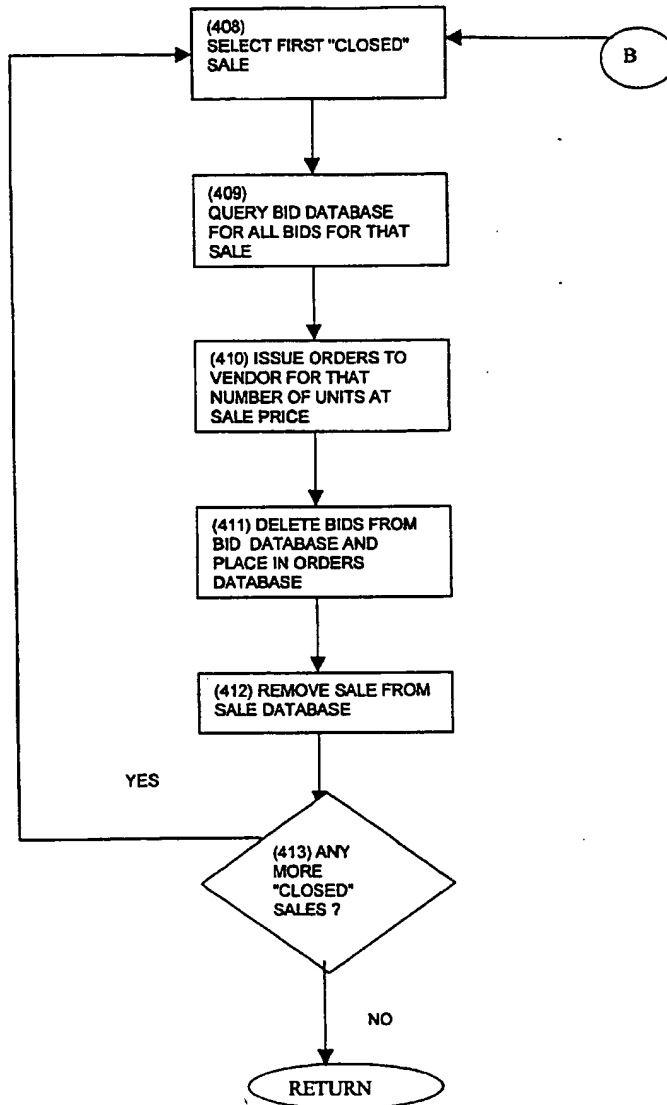 (408)
SELECT FIRST "CLOSED"
SALE
B
(409)
QUERY BID DATABASE
FOR ALL BIDS FOR THAT
SALE
(410) ISSUE ORDERS TO
VENDOR FOR THAT
NUMBER OF UNITS AT
SALE PRICE
(411) DELETE BIDS FROM
BID DATABASE AND
PLACE IN ORDERS
DATABASE
(412) REMOVE SALE FROM
SALE DATABASE
YES
(413) ANY
MORE
"CLOSED"
SALES ?
NO
RETURN